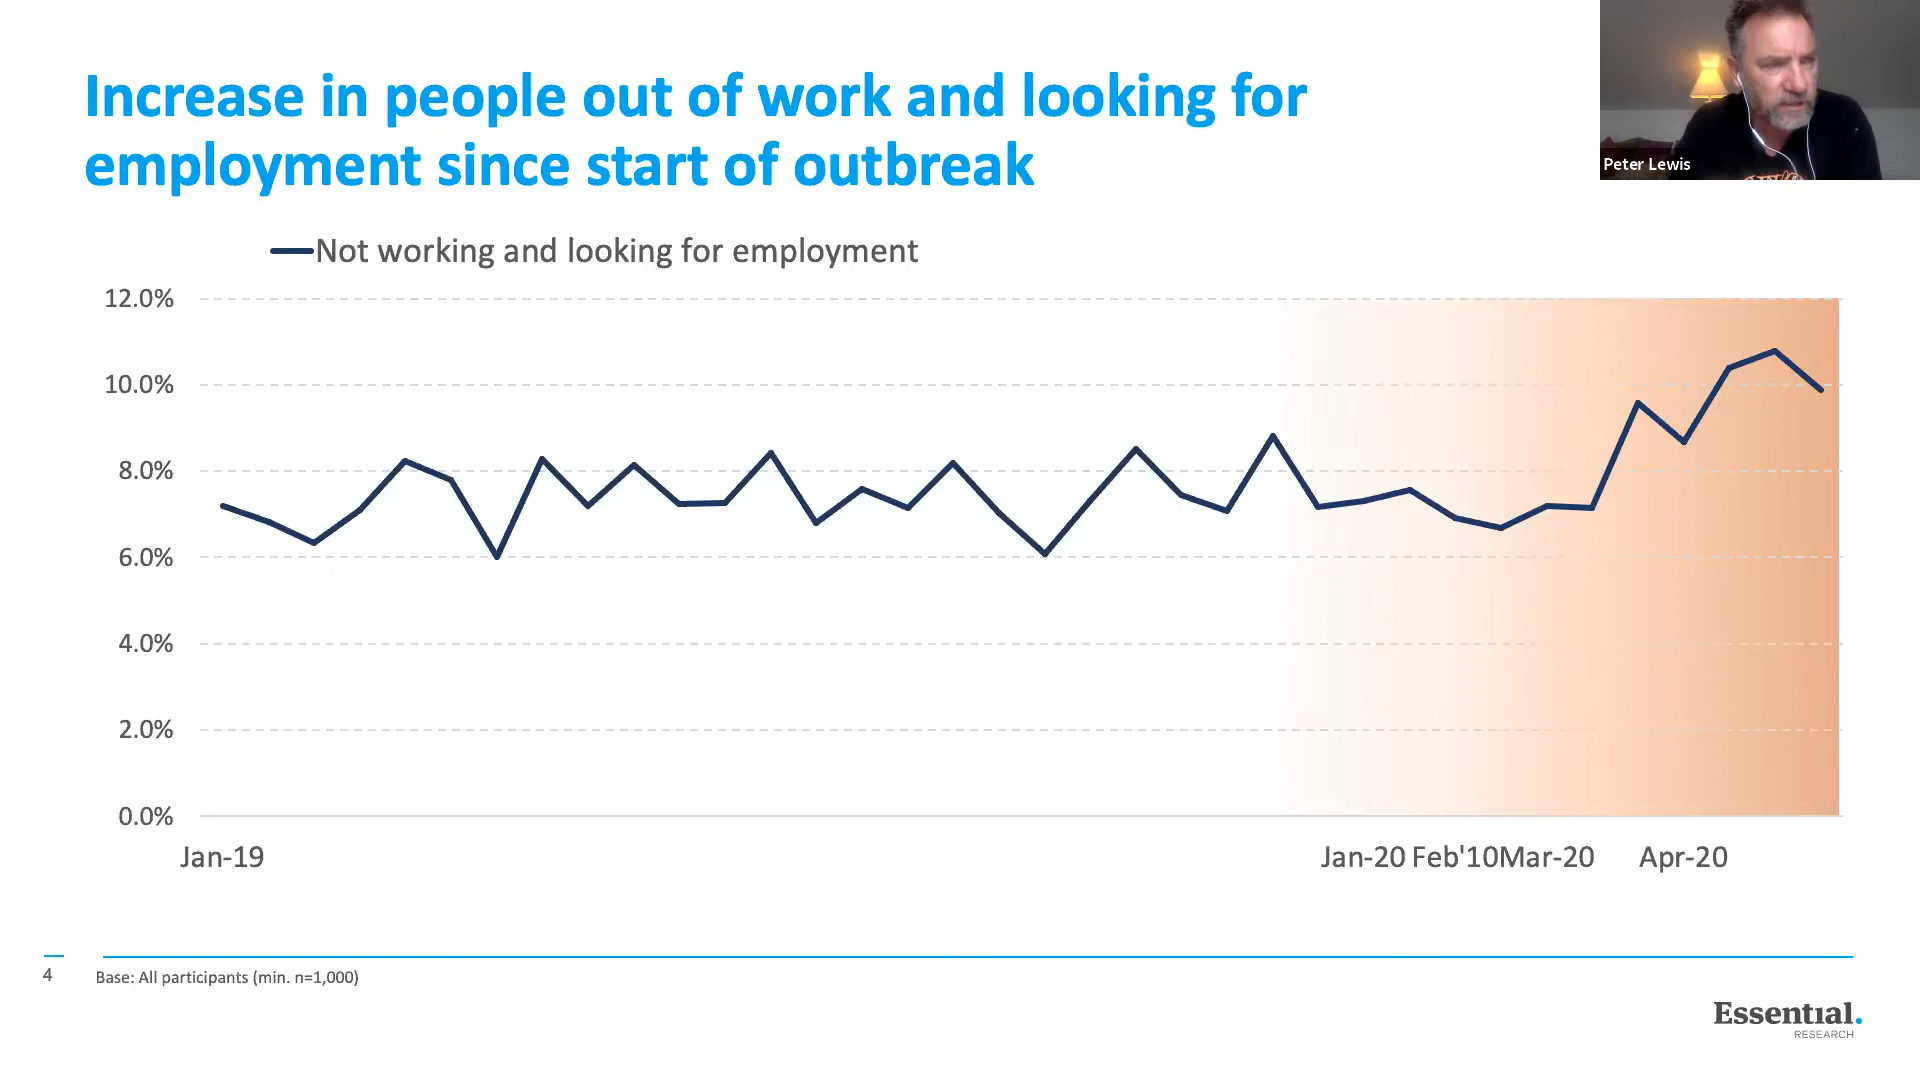 Increase in people out of work and looking for
employment since start of outbreak
Peter Lewis
Not working and looking for employment
12.0%
10.0%
8.0%
6.0%
4.0%
2.0%
0.0%
Jan-19 Jan-20 Feb'10 Mar-20 Apr-20
4 Base: All participants (min. n=1,000)
Essential.
RESEARCH